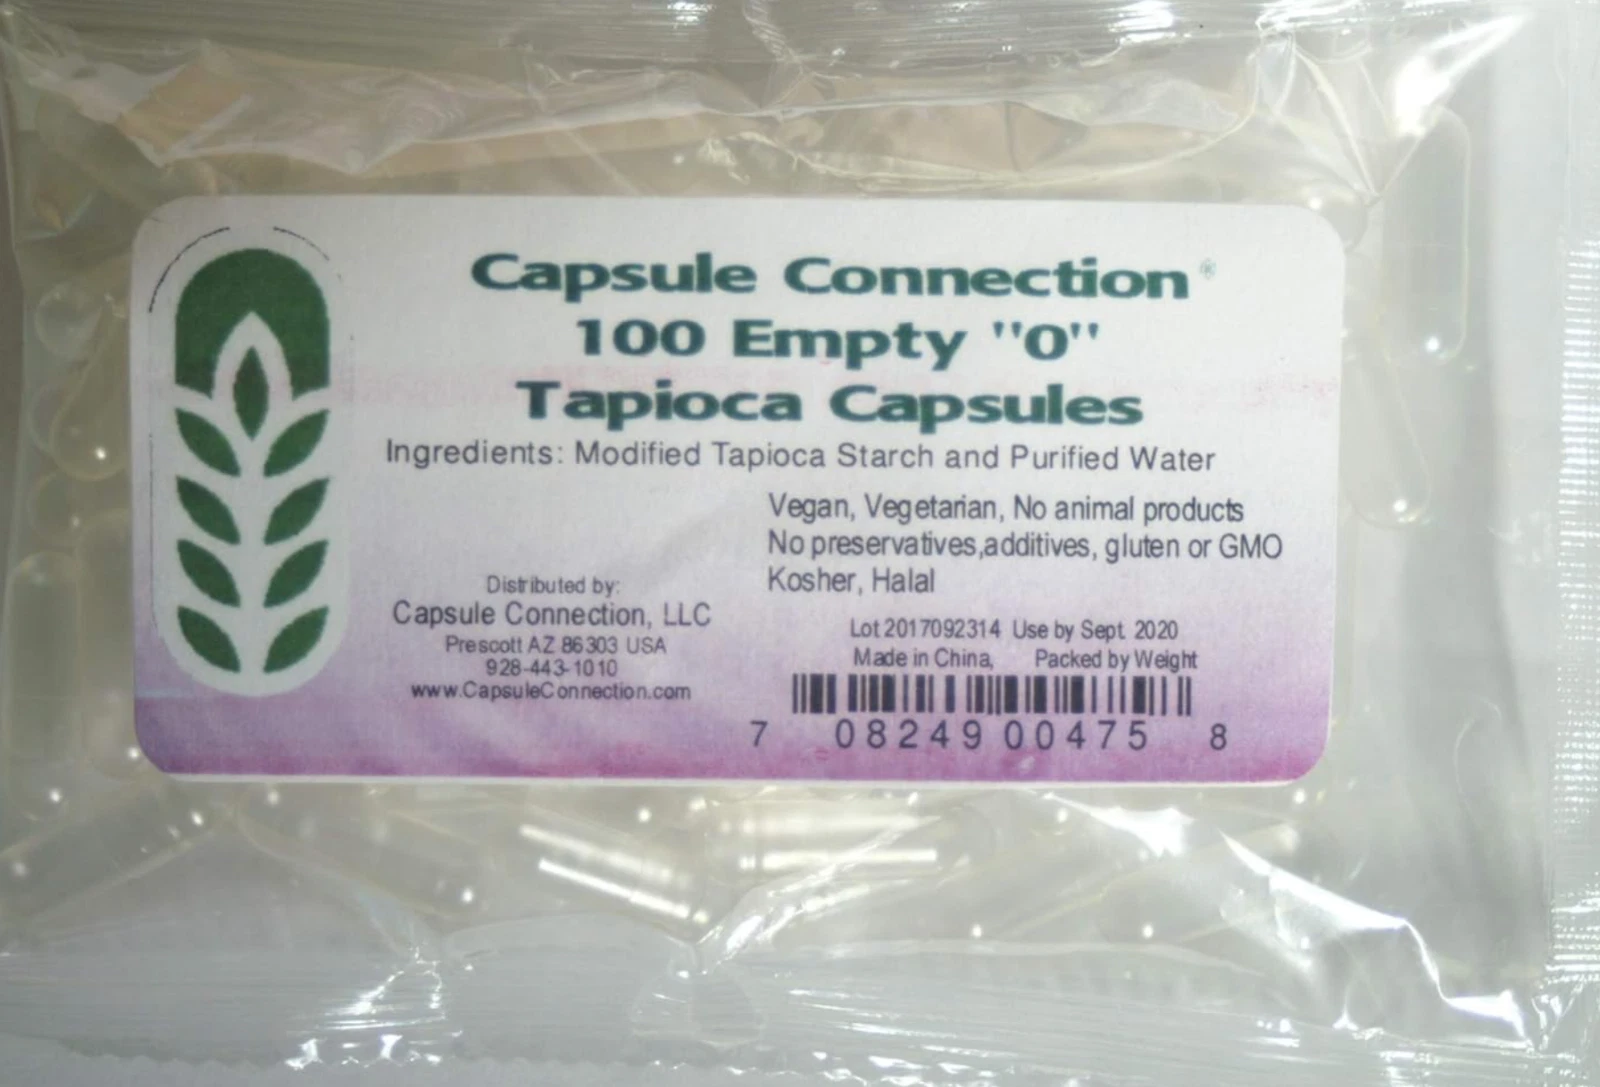 Capsule Connection®
100 Empty "0"
Tapioca Capsules
Ingredients: Modified Tapioca Starch and Purified Water
Vegan, Vegetarian, No animal products
No preservatives,additives, gluten or GMO
Kosher, Halal
Distributed by:
Capsule Connection, LLC
Prescott AZ 86303 USA
928-443-1010
www.CapsuleConnection.com
Lot 2017092314 Use by Sept. 2020
Made in China, Packed by Weight
7 08249 00475 8